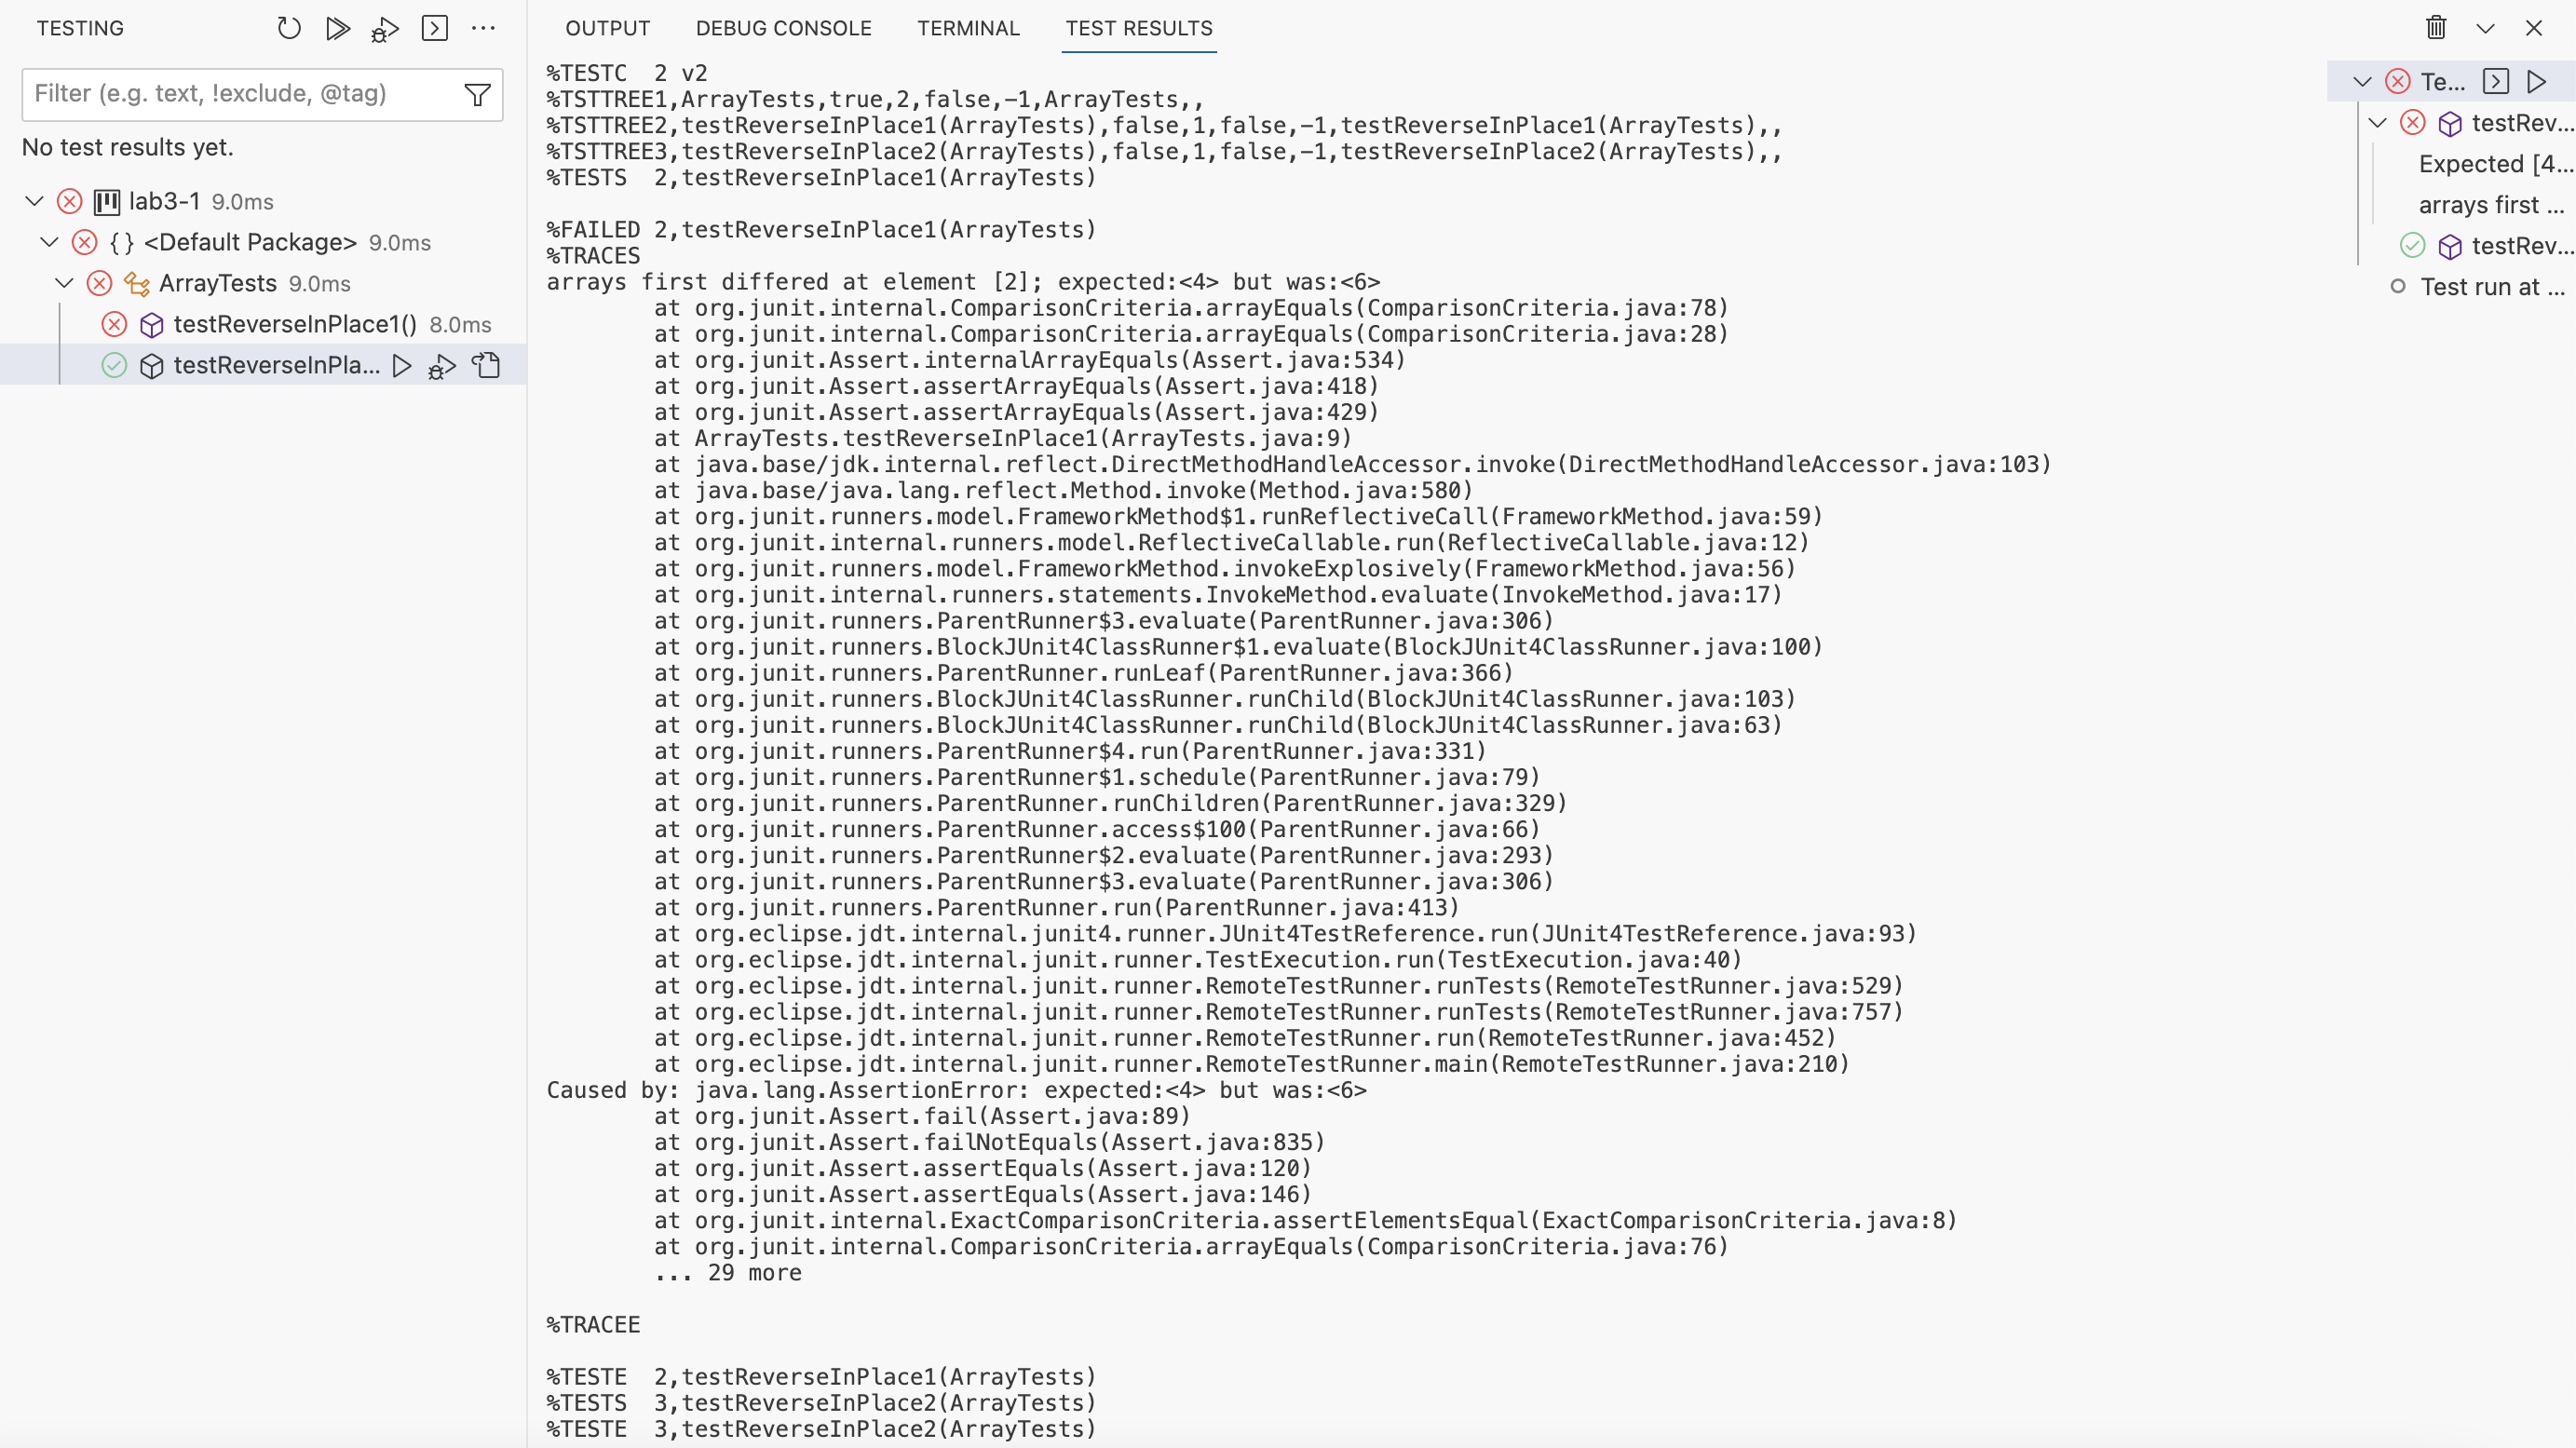 TESTING
Filter (e.g. text, !exclude, @tag)
No test results yet.
lab3-1 9.0ms
{} <Default Package> 9.0ms
ArrayTests 9.0ms
testReverseInPlace1() 8.0ms
testReverseInPla...
OUTPUT DEBUG CONSOLE TERMINAL TEST RESULTS
%TESTC  2 v2
%TSTTREE1,ArrayTests,true,2,false,-1,ArrayTests,,
%TSTTREE2,testReverseInPlace1(ArrayTests),false,1,false,-1,testReverseInPlace1(ArrayTests),,
%TSTTREE3,testReverseInPlace2(ArrayTests),false,1,false,-1,testReverseInPlace2(ArrayTests),,
%TESTS  2,testReverseInPlace1(ArrayTests)
%FAILED 2,testReverseInPlace1(ArrayTests)
%TRACES
arrays first differed at element [2]; expected:<4> but was:<6>
at org.junit.internal.ComparisonCriteria.arrayEquals(ComparisonCriteria.java:78)
at org.junit.internal.ComparisonCriteria.arrayEquals(ComparisonCriteria.java:28)
at org.junit.Assert.internalArrayEquals(Assert.java:534)
at org.junit.Assert.assertArrayEquals(Assert.java:418)
at org.junit.Assert.assertArrayEquals(Assert.java:429)
at ArrayTests.testReverseInPlace1(ArrayTests.java:9)
at java.base/jdk.internal.reflect.DirectMethodHandleAccessor.invoke(DirectMethodHandleAccessor.java:103)
at java.base/java.lang.reflect.Method.invoke(Method.java:580)
at org.junit.runners.model.FrameworkMethod$1.runReflectiveCall(FrameworkMethod.java:59)
at org.junit.internal.runners.model.ReflectiveCallable.run(ReflectiveCallable.java:12)
at org.junit.runners.model.FrameworkMethod.invokeExplosively(FrameworkMethod.java:56)
at org.junit.internal.runners.statements.InvokeMethod.evaluate(InvokeMethod.java:17)
at org.junit.runners.ParentRunner$3.evaluate(ParentRunner.java:306)
at org.junit.runners.BlockJUnit4ClassRunner$1.evaluate(BlockJUnit4ClassRunner.java:100)
at org.junit.runners.ParentRunner.runLeaf(ParentRunner.java:366)
at org.junit.runners.BlockJUnit4ClassRunner.runChild(BlockJUnit4ClassRunner.java:103)
at org.junit.runners.BlockJUnit4ClassRunner.runChild(BlockJUnit4ClassRunner.java:63)
at org.junit.runners.ParentRunner$4.run(ParentRunner.java:331)
at org.junit.runners.ParentRunner$1.schedule(ParentRunner.java:79)
at org.junit.runners.ParentRunner.runChildren(ParentRunner.java:329)
at org.junit.runners.ParentRunner.access$100(ParentRunner.java:66)
at org.junit.runners.ParentRunner$2.evaluate(ParentRunner.java:293)
at org.junit.runners.ParentRunner$3.evaluate(ParentRunner.java:306)
at org.junit.runners.ParentRunner.run(ParentRunner.java:413)
at org.eclipse.jdt.internal.junit4.runner.JUnit4TestReference.run(JUnit4TestReference.java:93)
at org.eclipse.jdt.internal.junit.runner.TestExecution.run(TestExecution.java:40)
at org.eclipse.jdt.internal.junit.runner.RemoteTestRunner.runTests(RemoteTestRunner.java:529)
at org.eclipse.jdt.internal.junit.runner.RemoteTestRunner.runTests(RemoteTestRunner.java:757)
at org.eclipse.jdt.internal.junit.runner.RemoteTestRunner.run(RemoteTestRunner.java:452)
at org.eclipse.jdt.internal.junit.runner.RemoteTestRunner.main(RemoteTestRunner.java:210)
Caused by: java.lang.AssertionError: expected:<4> but was:<6>
at org.junit.Assert.fail(Assert.java:89)
at org.junit.Assert.failNotEquals(Assert.java:835)
at org.junit.Assert.assertEquals(Assert.java:120)
at org.junit.Assert.assertEquals(Assert.java:146)
at org.junit.internal.ExactComparisonCriteria.assertElementsEqual(ExactComparisonCriteria.java:8)
at org.junit.internal.ComparisonCriteria.arrayEquals(ComparisonCriteria.java:76)
... 29 more
%TRACEE
%TESTE  2,testReverseInPlace1(ArrayTests)
%TESTS  3,testReverseInPlace2(ArrayTests)
%TESTE  3,testReverseInPlace2(ArrayTests)
Te...
testRev...
Expected [4...
arrays first ...
testRev...
Test run at ...